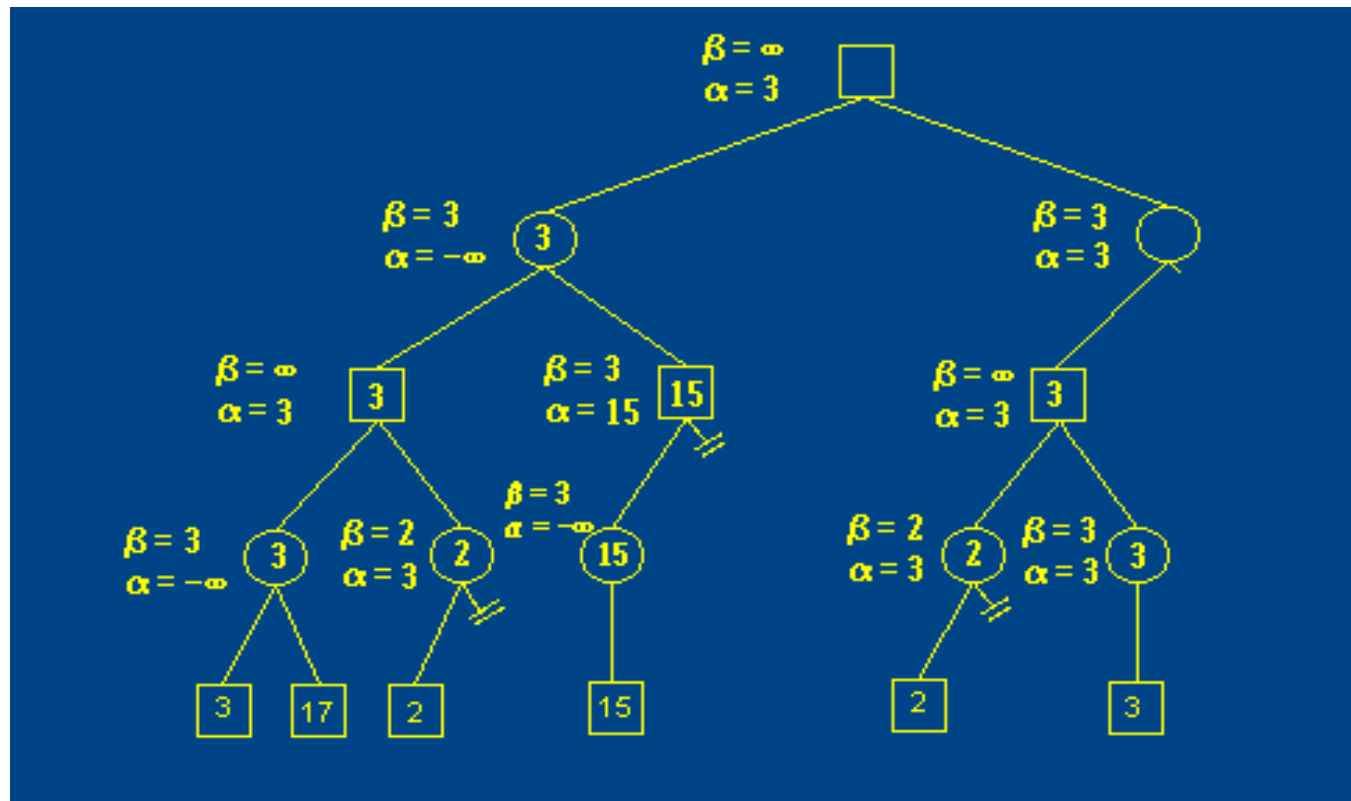 β = ∞
α = 3
β = 3
α = −∞
3
β = 3
α = 3
β = ∞
α = 3
3
β = 3
α = 15
15
β = ∞
α = 3
3
β = 3
α = −∞
3
β = 2
α = 3
2
β = 3
α = −∞
15
β = 2
α = 3
2
β = 3
α = 3
3
3
17
2
15
2
3